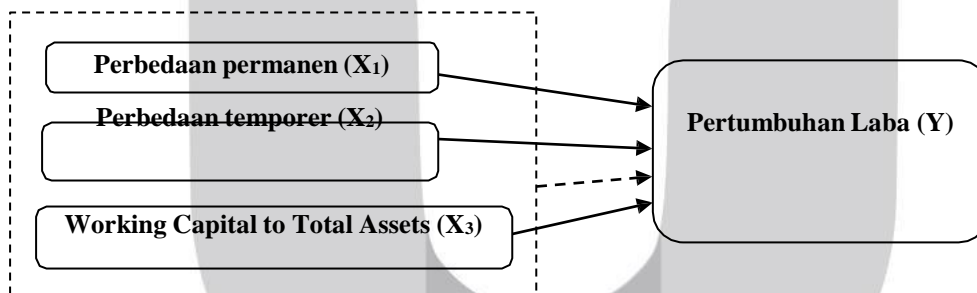 Perbedaan permanen (X₁)
Perbedaan temporer (X₂)
Pertumbuhan Laba (Y)
Working Capital to Total Assets (X₃)